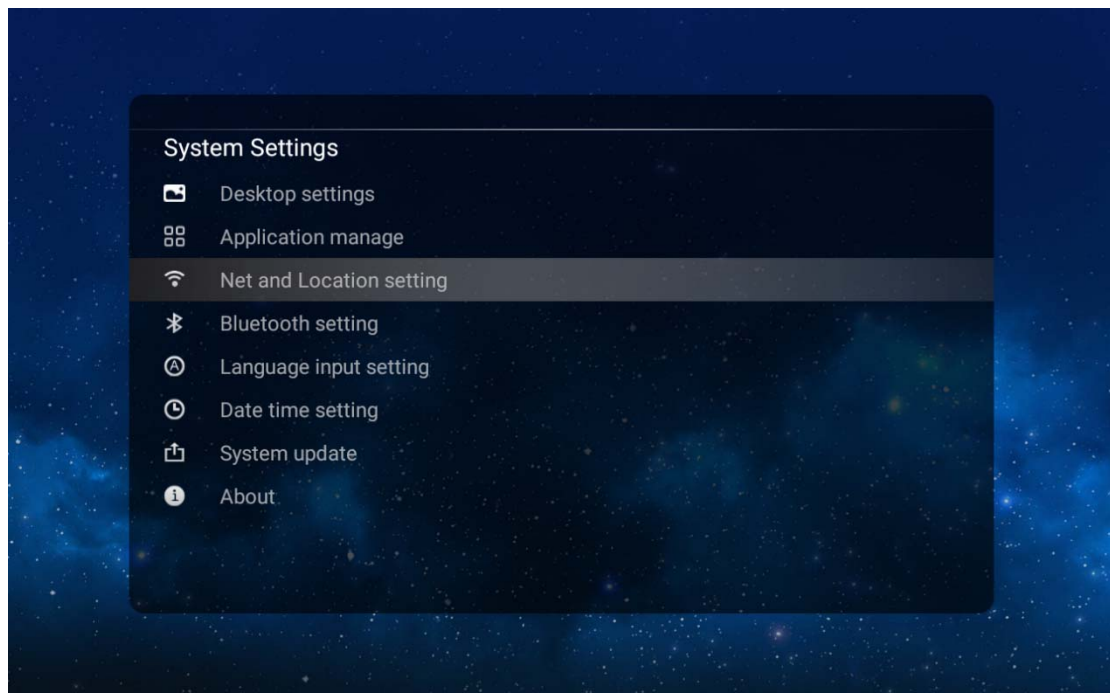 System Settings
Desktop settings
Application manage
Net and Location setting
Bluetooth setting
Language input setting
Date time setting
System update
About